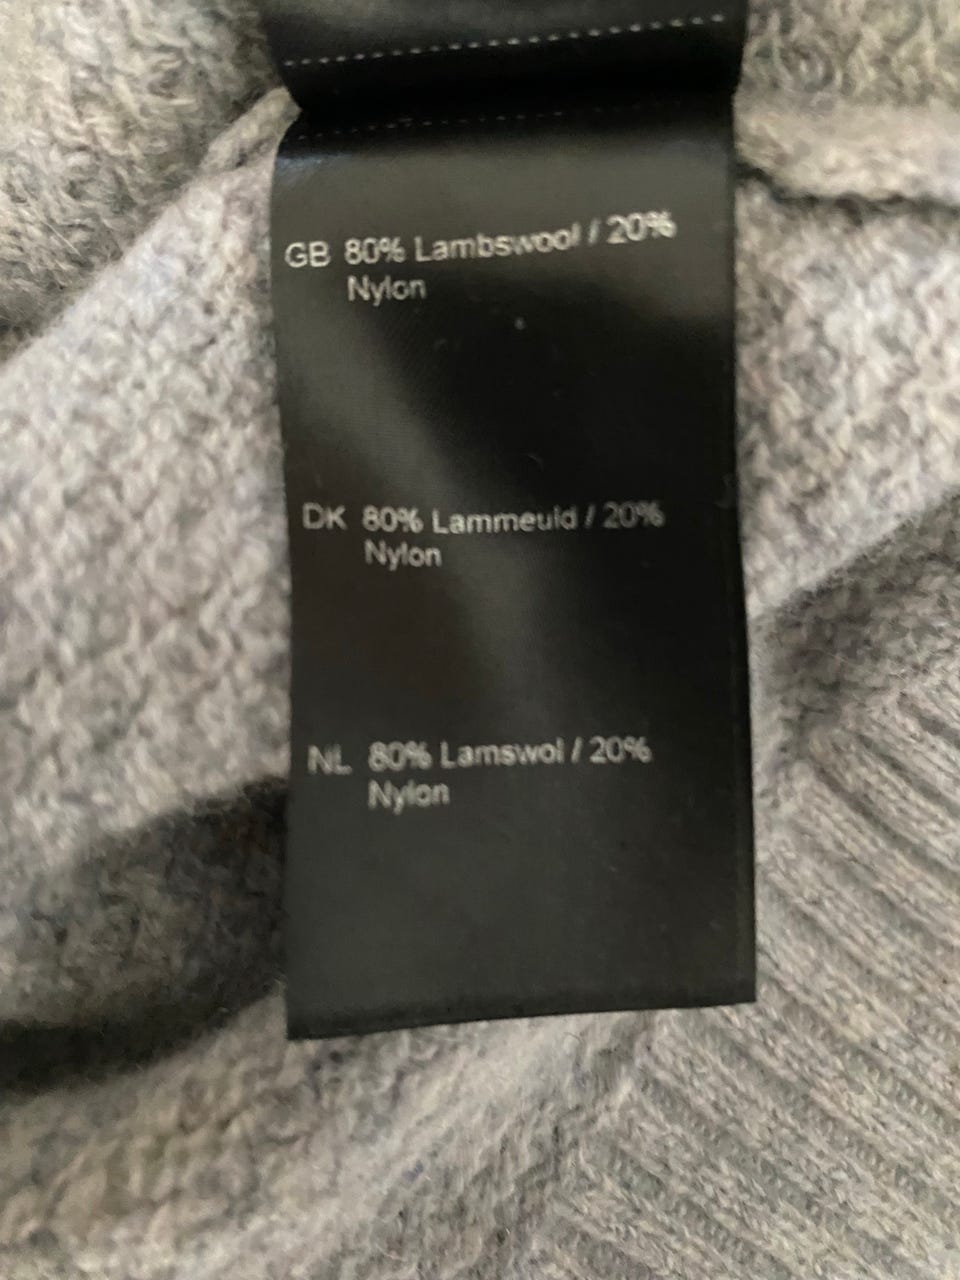 GB 80% Lambswool / 20%
Nylon
DK 80% Lammeuld / 20%
Nylon
NL 80% Lamswol / 20%
Nylon